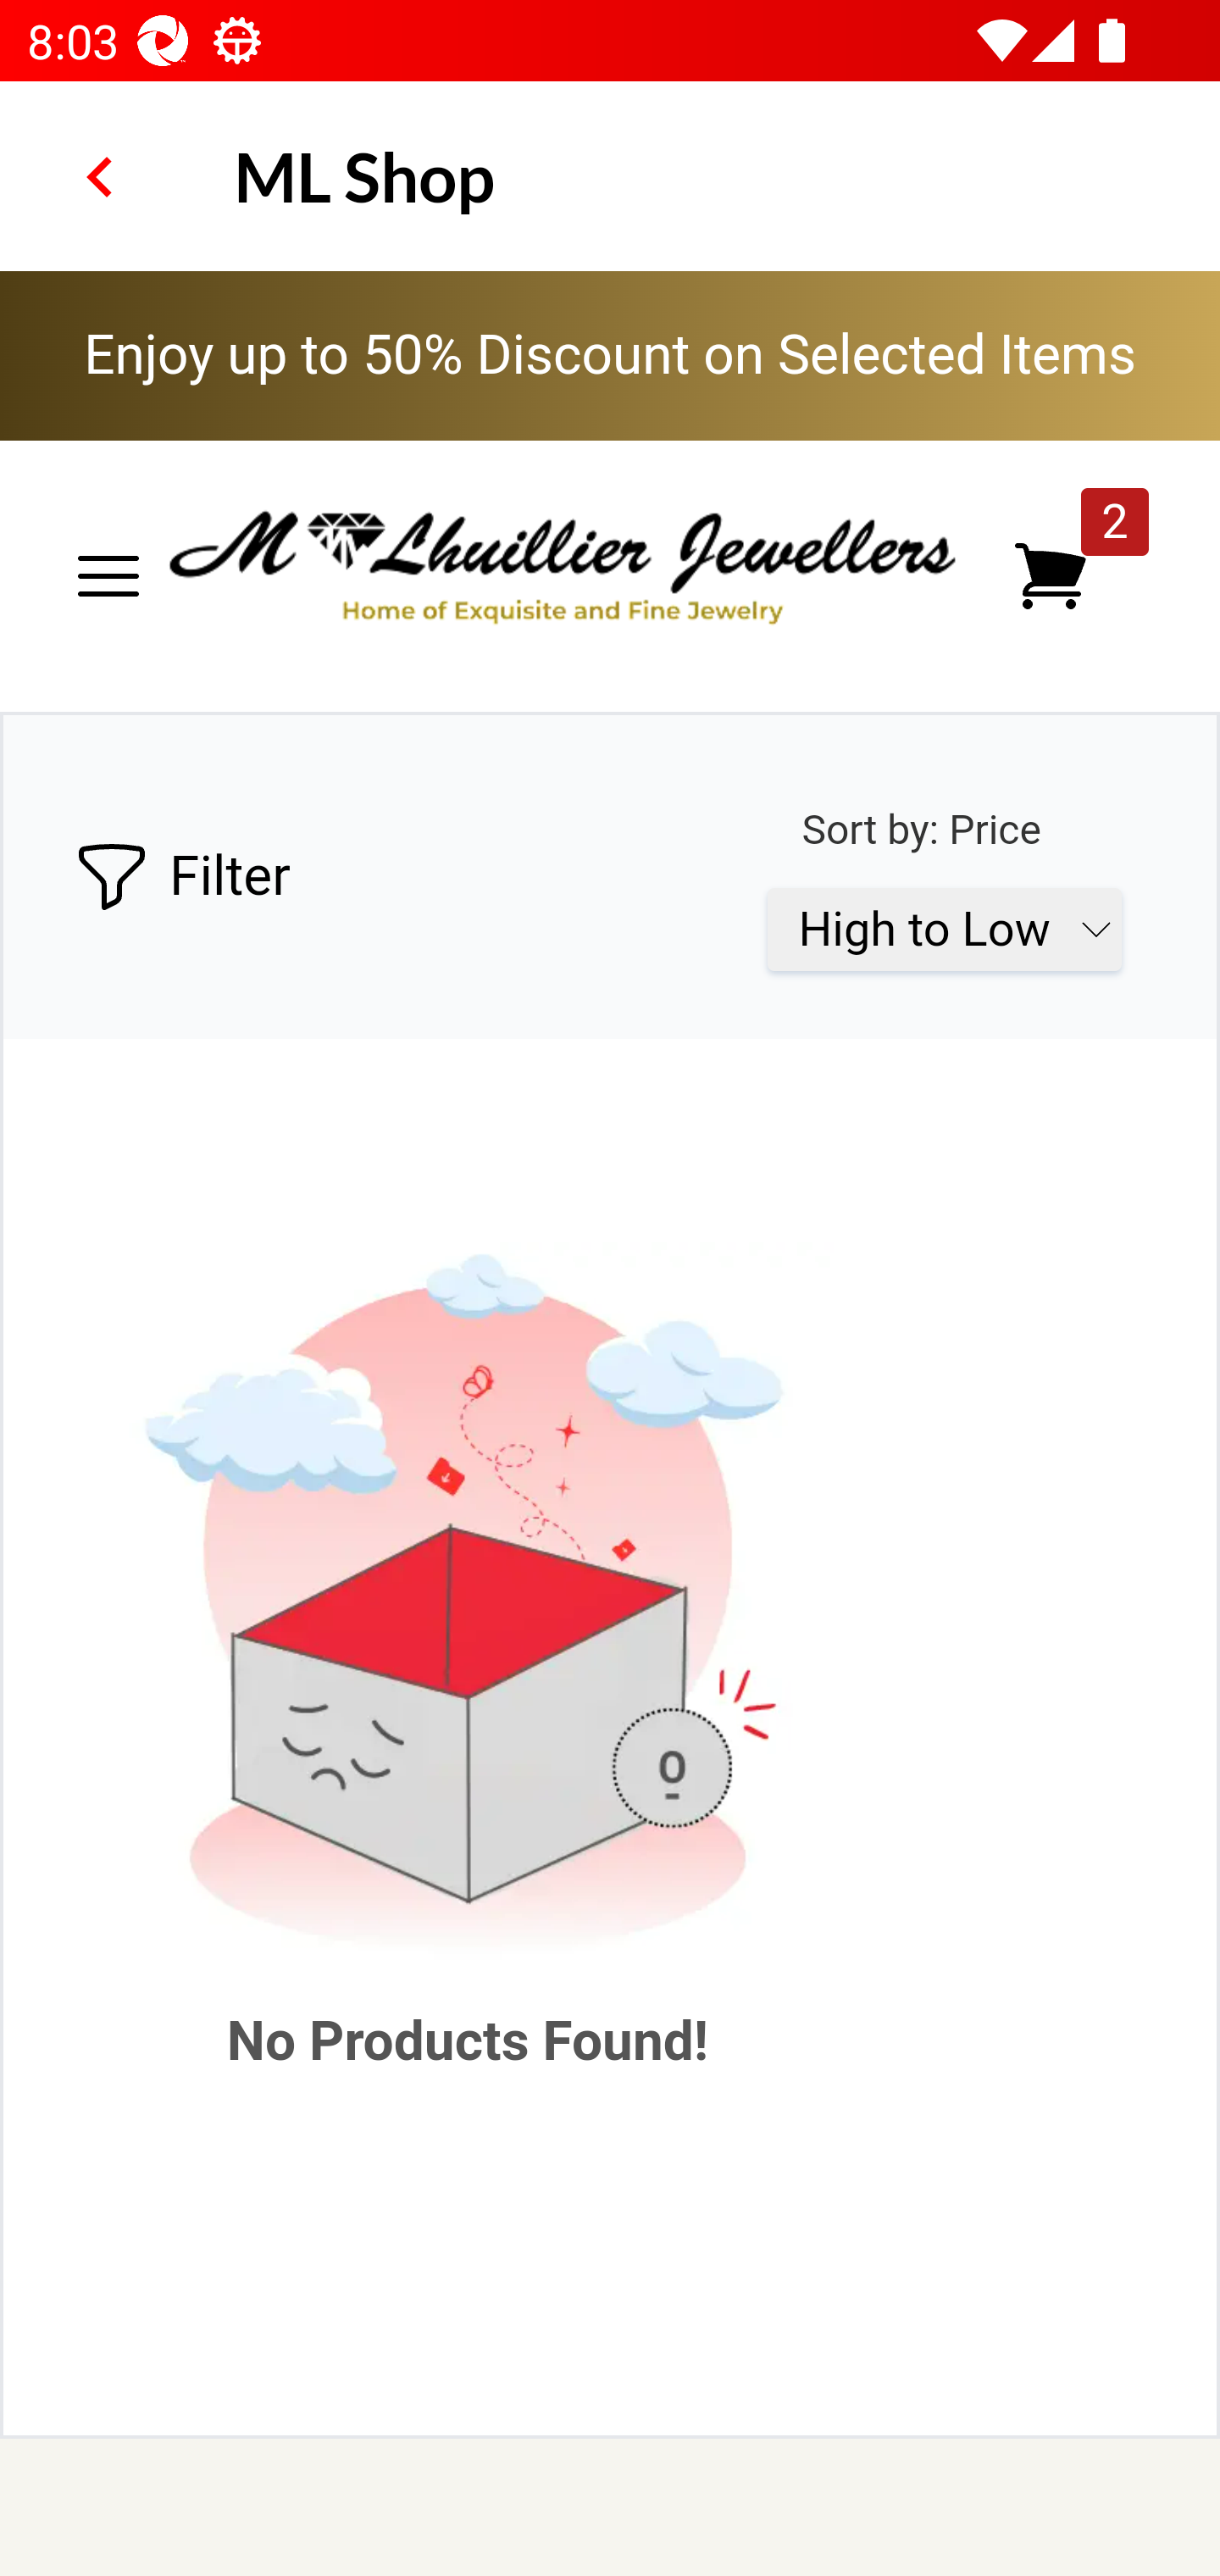 8:03
ML Shop
Enjoy up to 50% Discount on Selected Items
2
M Lhuillier Jewellers
Home of Exquisite and Fine Jewelry
Sort by: Price
Filter
High to Low
0
No Products Found!